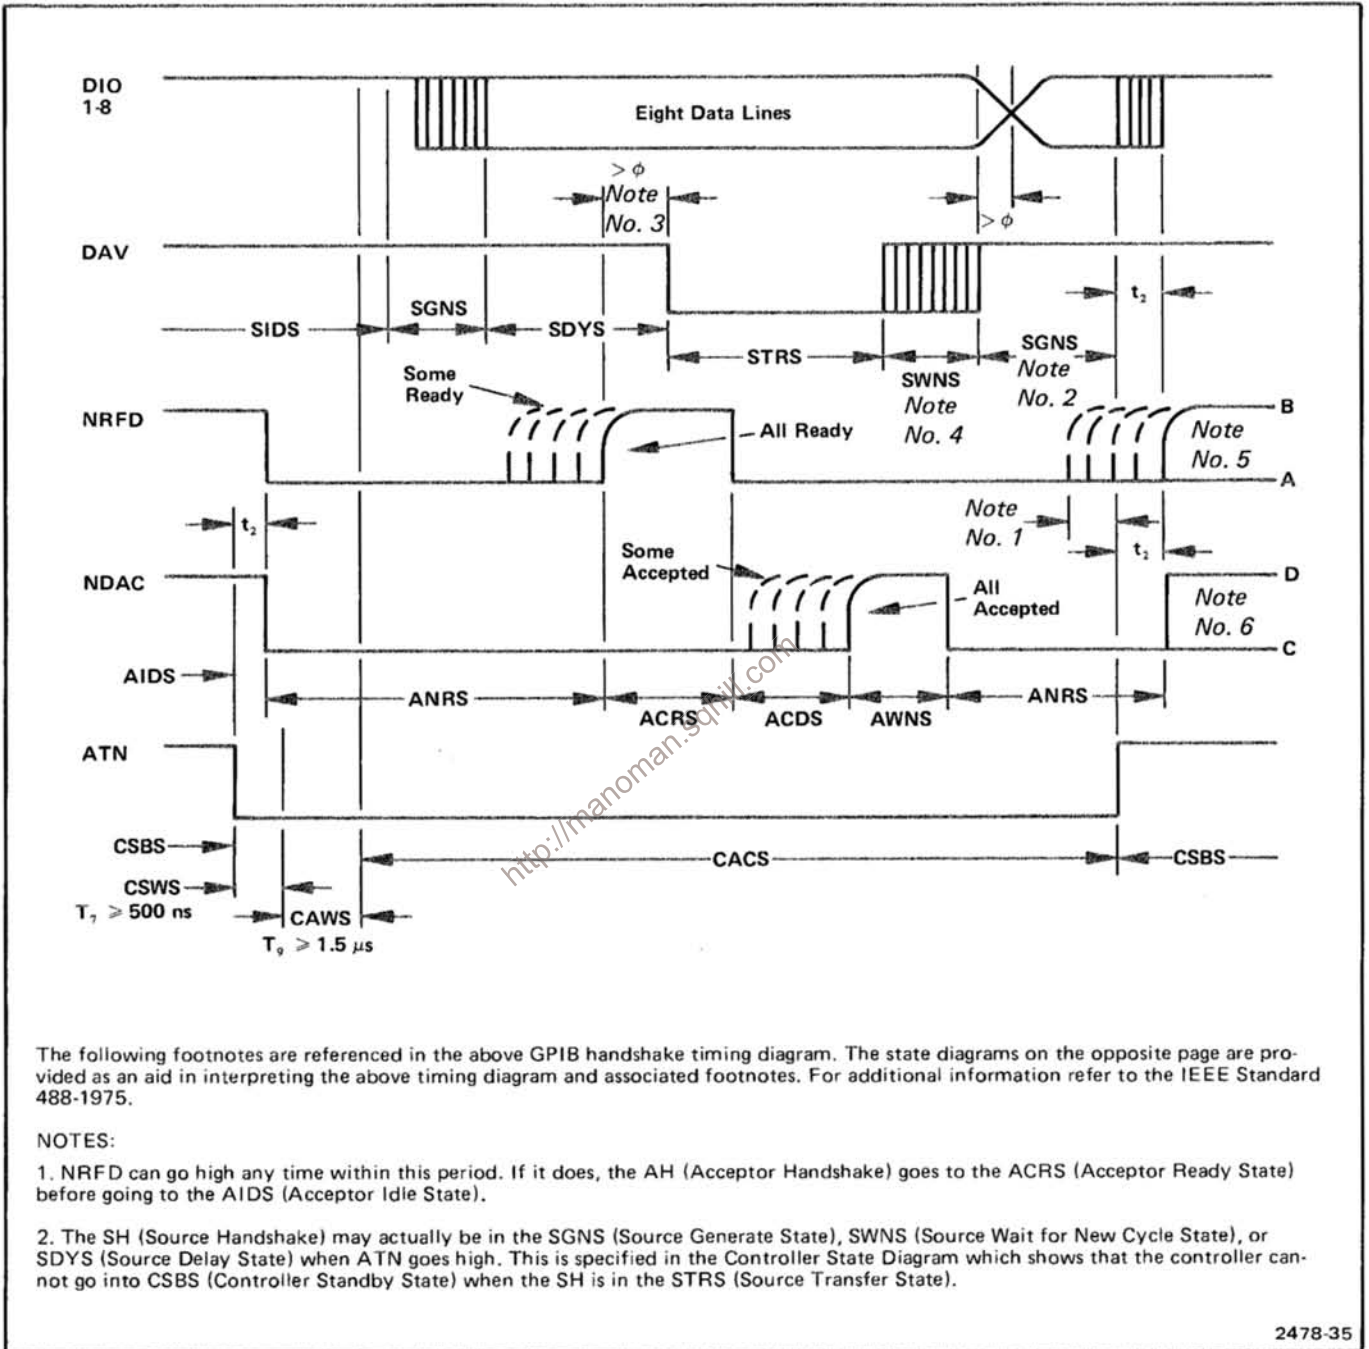 DIO
1-8
Eight Data Lines
> ϕ
Note
No. 3
> ϕ
DAV
t₂
SIDS
SGNS
SDYS
STRS
SWNS
Note
No. 4
SGNS
Note
No. 2
Some
Ready
NRFD
All Ready
B
Note
No. 5
A
t₂
Note
No. 1
t₂
Some
Accepted
NDAC
All
Accepted
D
Note
No. 6
C
AIDS
ANRS
ACRS
ACDS
AWNS
ANRS
ATN
CSBS
CACS
CSBS
CSWS
T₇ ⩾ 500 ns
CAWS
T₉ ⩾ 1.5 μs
http://manoman.sqhill.com
The following footnotes are referenced in the above GPIB handshake timing diagram. The state diagrams on the opposite page are pro-
vided as an aid in interpreting the above timing diagram and associated footnotes. For additional information refer to the IEEE Standard
488-1975.
NOTES:
1. NRFD can go high any time within this period. If it does, the AH (Acceptor Handshake) goes to the ACRS (Acceptor Ready State)
before going to the AIDS (Acceptor Idle State).
2. The SH (Source Handshake) may actually be in the SGNS (Source Generate State), SWNS (Source Wait for New Cycle State), or
SDYS (Source Delay State) when ATN goes high. This is specified in the Controller State Diagram which shows that the controller can-
not go into CSBS (Controller Standby State) when the SH is in the STRS (Source Transfer State).
2478-35